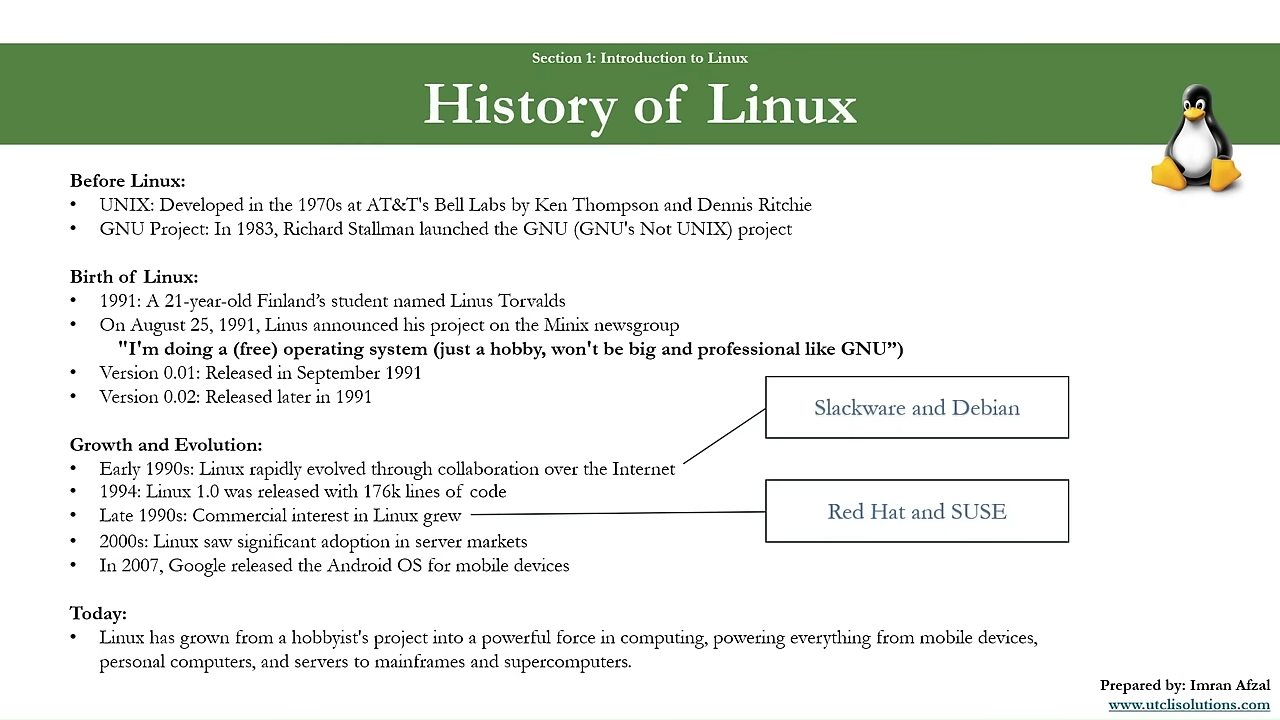 Section 1: Introduction to Linux
History of Linux
Before Linux:
• UNIX: Developed in the 1970s at AT&T's Bell Labs by Ken Thompson and Dennis Ritchie
• GNU Project: In 1983, Richard Stallman launched the GNU (GNU's Not UNIX) project
Birth of Linux:
• 1991: A 21-year-old Finland’s student named Linus Torvalds
• On August 25, 1991, Linus announced his project on the Minix newsgroup
"I'm doing a (free) operating system (just a hobby, won't be big and professional like GNU”)
• Version 0.01: Released in September 1991
• Version 0.02: Released later in 1991
Growth and Evolution:
• Early 1990s: Linux rapidly evolved through collaboration over the Internet
Slackware and Debian
• 1994: Linux 1.0 was released with 176k lines of code
• Late 1990s: Commercial interest in Linux grew
Red Hat and SUSE
• 2000s: Linux saw significant adoption in server markets
• In 2007, Google released the Android OS for mobile devices
Today:
• Linux has grown from a hobbyist's project into a powerful force in computing, powering everything from mobile devices,
personal computers, and servers to mainframes and supercomputers.
Prepared by: Imran Afzal
www.utclisolutions.com